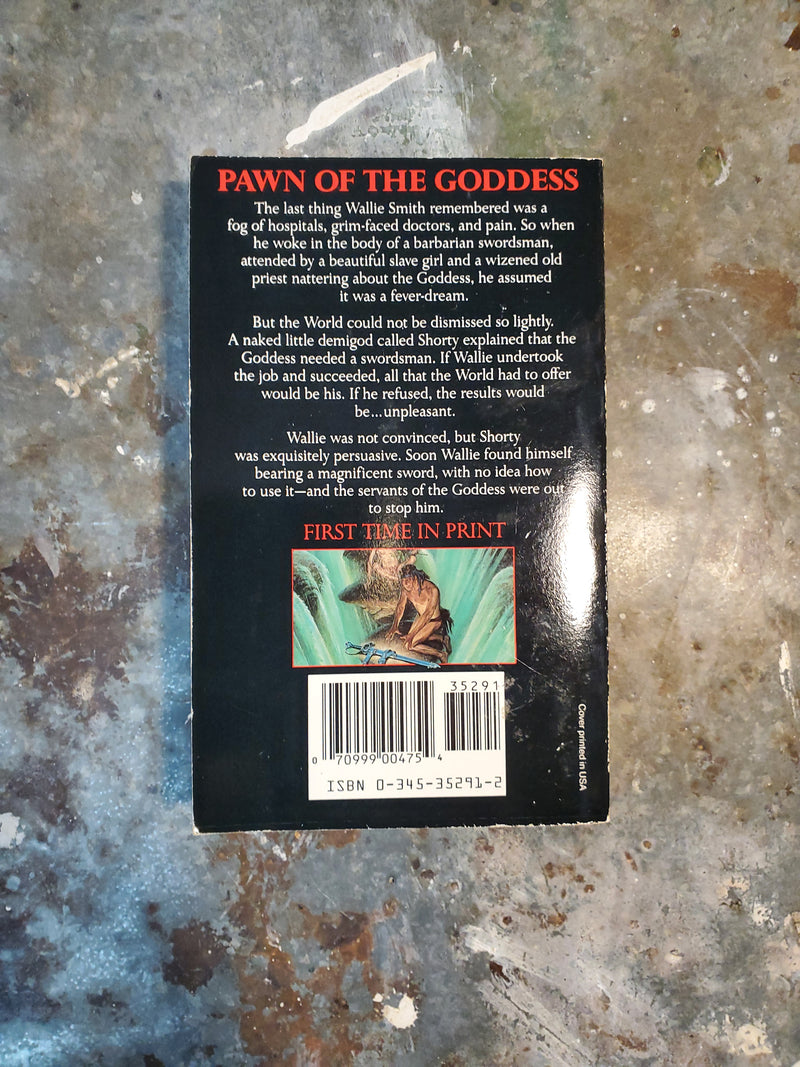 PAWN OF THE GODDESS
The last thing Wallie Smith remembered was a
fog of hospitals, grim-faced doctors, and pain. So when
he woke in the body of a barbarian swordsman,
attended by a beautiful slave girl and a wizened old
priest nattering about the Goddess, he assumed
it was a fever-dream.
But the World could not be dismissed so lightly.
A naked little demigod called Shorty explained that the
Goddess needed a swordsman. If Wallie undertook
the job and succeeded, all that the World had to offer
would be his. If he refused, the results would
be...unpleasant.
Wallie was not convinced, but Shorty
was exquisitely persuasive. Soon Wallie found himself
bearing a magnificent sword, with no idea how
to use it—and the servants of the Goddess were out
to stop him.
FIRST TIME IN PRINT
35291
0 70999 00475 4
ISBN 0-345-35291-2
Cover printed in USA